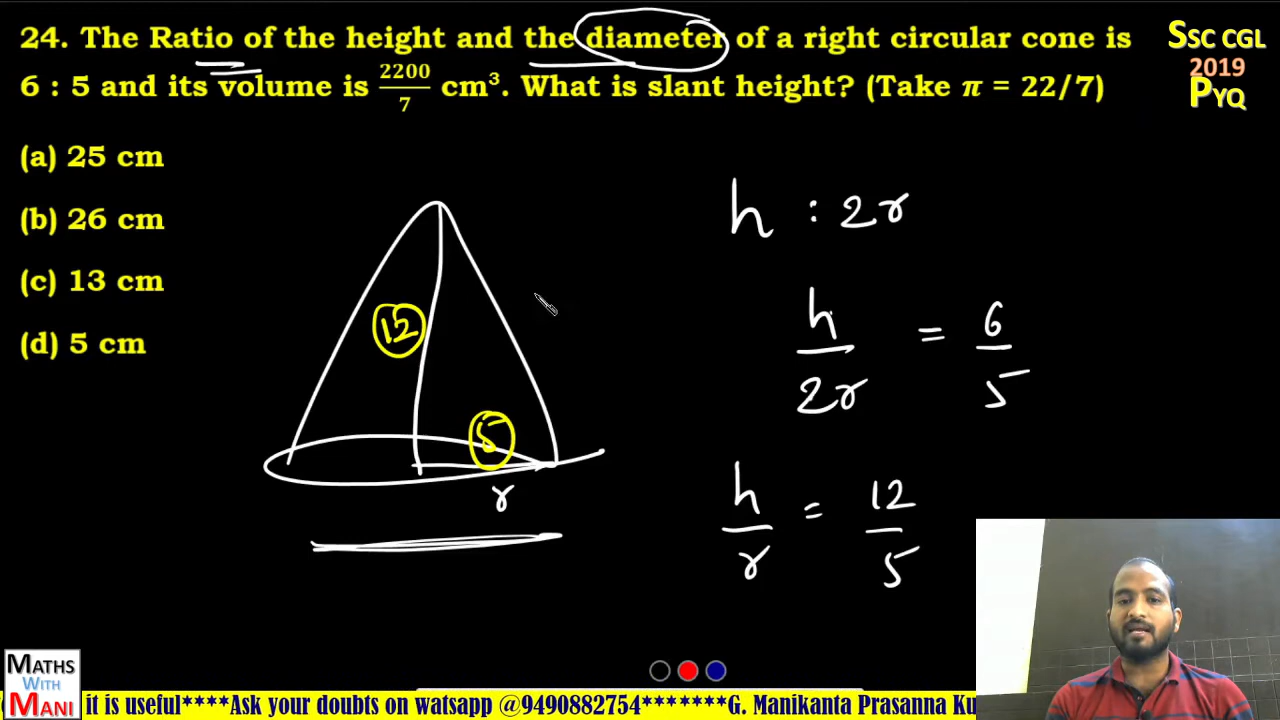 24. The Ratio of the height and the diameter of a right circular cone is
6 : 5 and its volume is 2200/7 cm³. What is slant height? (Take π = 22/7)
SSC CGL
2019
PYQ
(a) 25 cm
(b) 26 cm
(c) 13 cm
(d) 5 cm
12
5
r
h : 2r
h/2r = 6/5
h/r = 12/5
MATHS
WITH
MANI
it is useful****Ask your doubts on watsapp @9490882754*******G. Manikanta Prasanna Ku